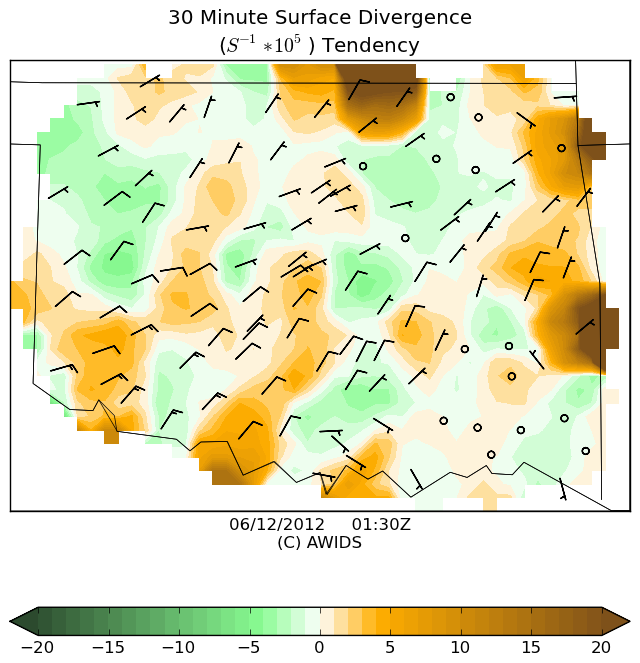 30 Minute Surface Divergence
(S⁻¹ * 10⁵ ) Tendency
06/12/2012 01:30Z
(C) AWIDS
−20 −15 −10 −5 0 5 10 15 20